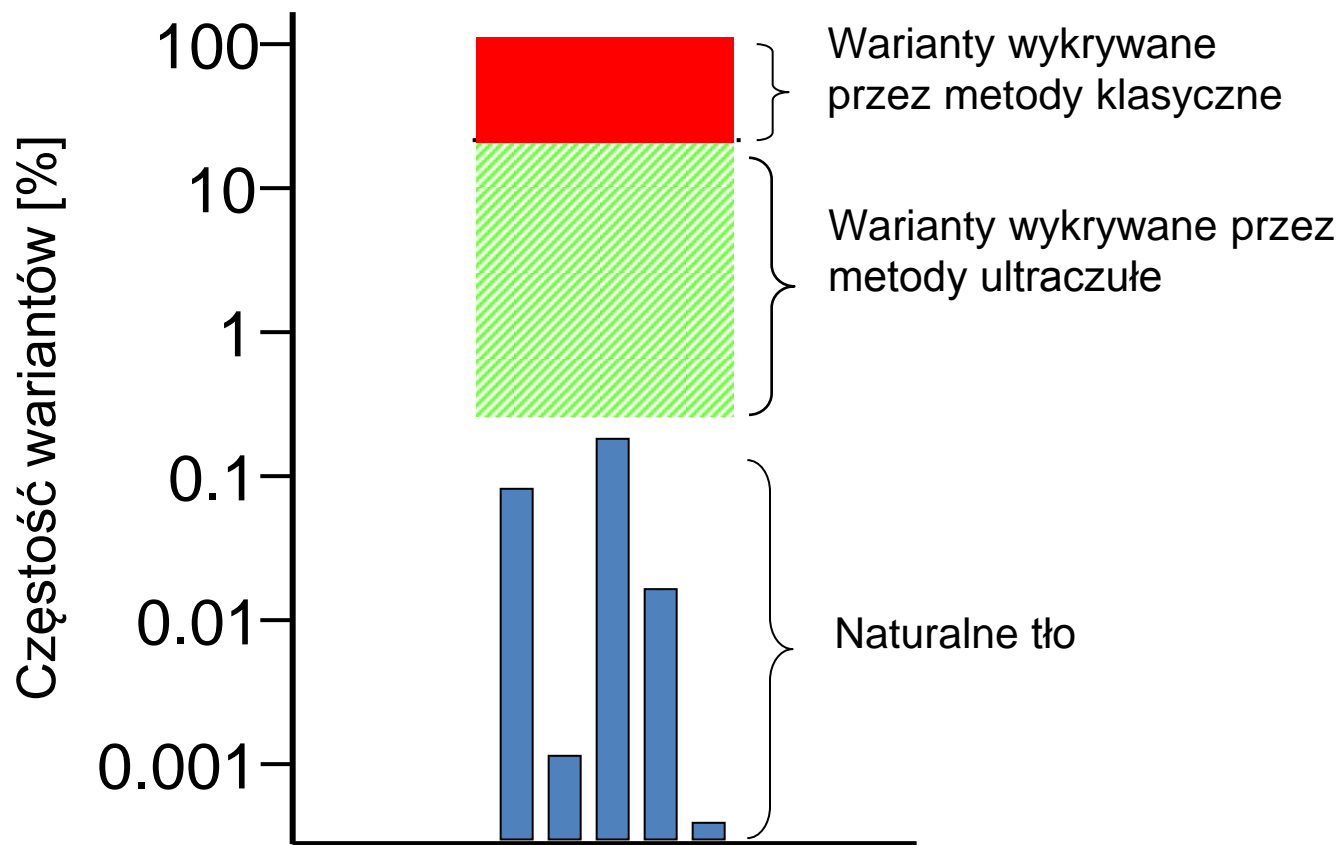 Częstość wariantów [%]
100
10
1
0.1
0.01
0.001
Warianty wykrywane
przez metody klasyczne
Warianty wykrywane przez
metody ultraczułe
Naturalne tło